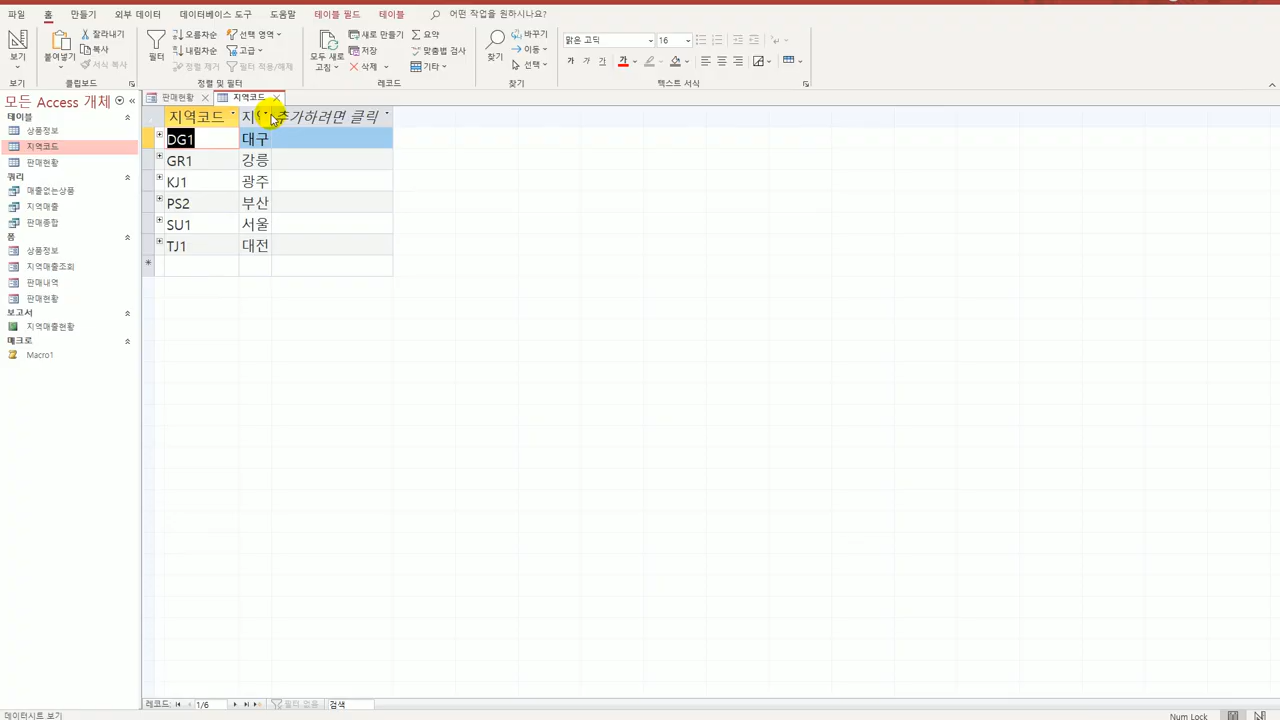 파일 홈 만들기 외부 데이터 데이터베이스 도구 도움말 테이블 필드 테이블 어떤 작업을 원하시나요?
보기
붙여넣기
잘라내기
복사
서식 복사
클립보드
필터
오름차순
내림차순
정렬 제거
선택 영역
고급
필터 적용/해제
정렬 및 필터
모두 새로
고침
새로 만들기
저장
삭제
요약
맞춤법 검사
기타
레코드
찾기
바꾸기
이동
선택
찾기
맑은 고딕 16
가 가 가 가
텍스트 서식
모든 Access 개체
테이블
상품정보
지역코드
판매현황
쿼리
매출없는상품
지역매출
판매종합
폼
상품정보
지역매출조회
판매내역
판매현황
보고서
지역매출현황
매크로
Macro1
판매현황 지역코드
지역코드 추가하려면 클릭
DG1 대구
GR1 강릉
KJ1 광주
PS2 부산
SU1 서울
TJ1 대전
레코드: 1/6 필터 없음 검색
데이터시트 보기 Num Lock